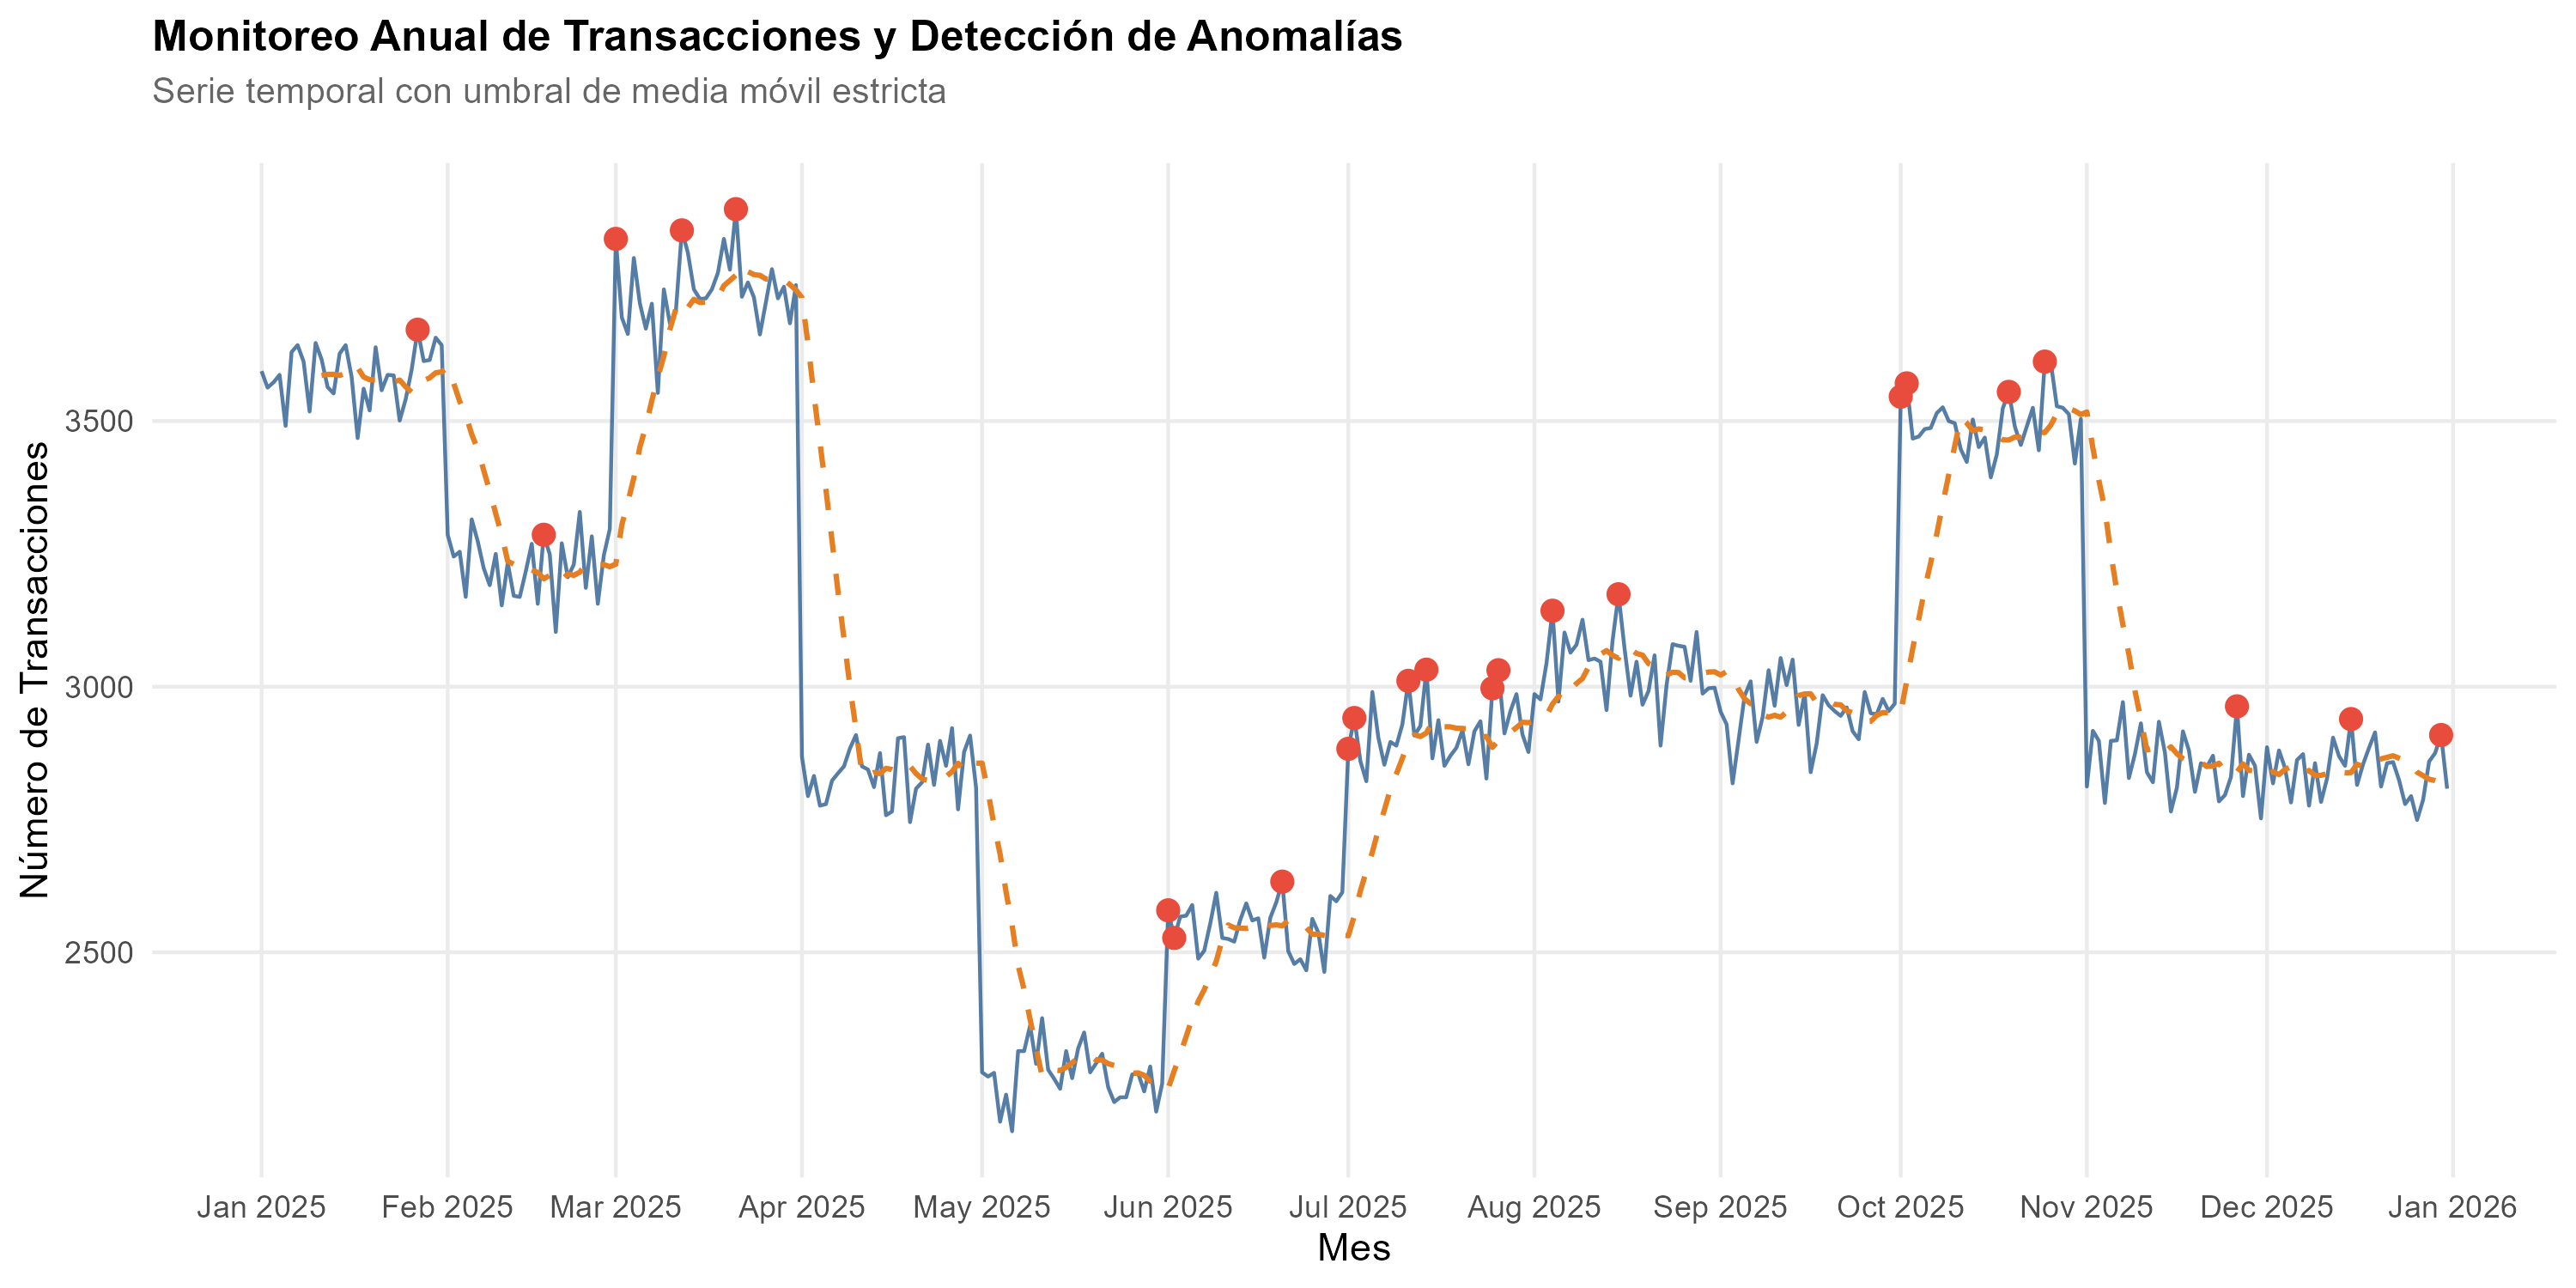 Monitoreo Anual de Transacciones y Detección de Anomalías
Serie temporal con umbral de media móvil estricta
Número de Transacciones
3500
3000
2500
Jan 2025
Feb 2025
Mar 2025
Apr 2025
May 2025
Jun 2025
Jul 2025
Aug 2025
Sep 2025
Oct 2025
Nov 2025
Dec 2025
Jan 2026
Mes